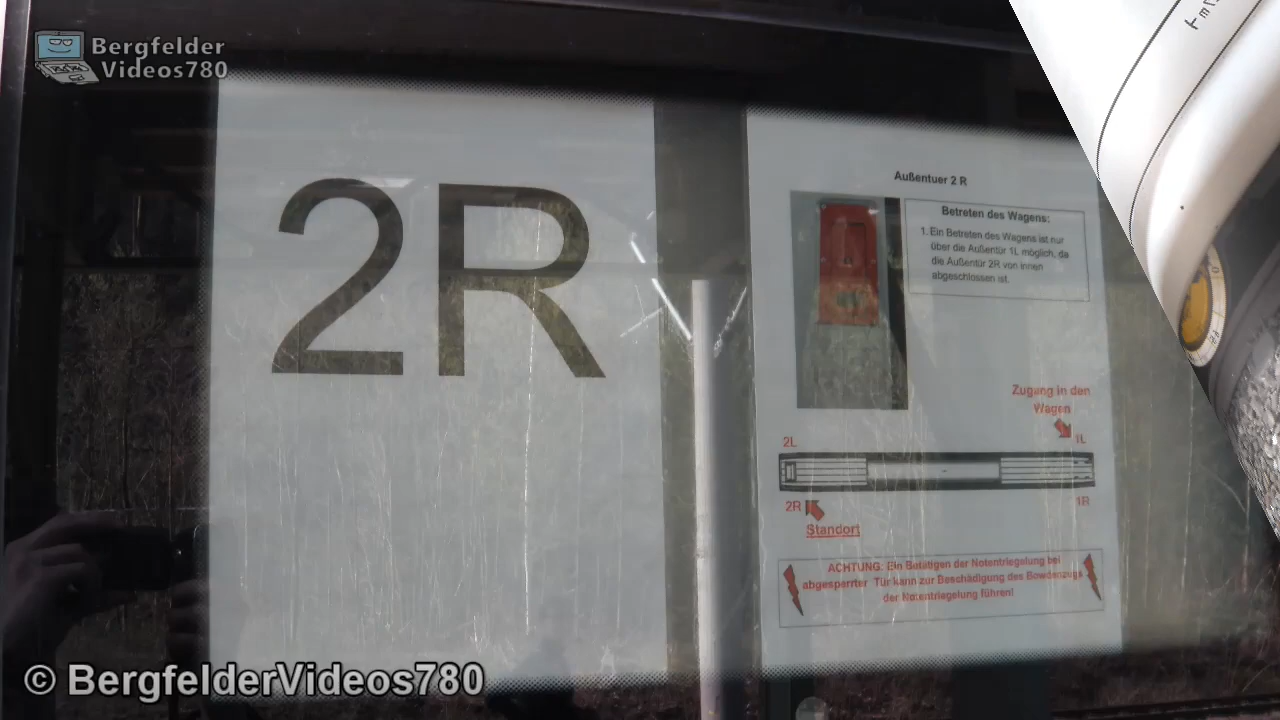 Bergfelder
Videos780
2R
Außentuer 2 R
Betreten des Wagens:
1. Ein Betreten des Wagens ist nur
über die Außentür 1L möglich, da
die Außentür 2R von innen
abgeschlossen ist.
Zugang in den
Wagen
2L
1L
2R
1R
Standort
ACHTUNG: Ein Betätigen der Notentriegelung bei
abgesperrter Tür kann zur Beschädigung des Bowdenzugs
der Notentriegelung führen!
© BergfelderVideos780